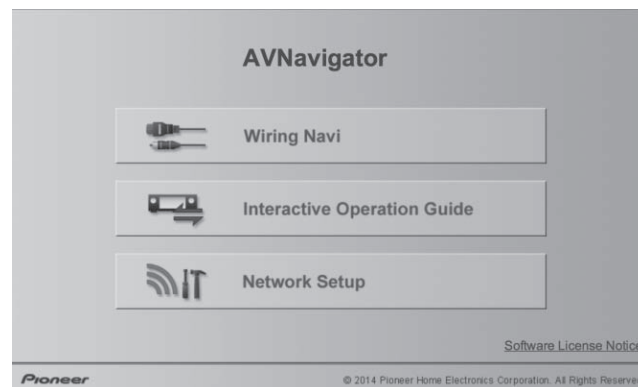 AVNavigator
Wiring Navi
Interactive Operation Guide
Network Setup
Software License Notice
Pioneer
© 2014 Pioneer Home Electronics Corporation. All Rights Reserve